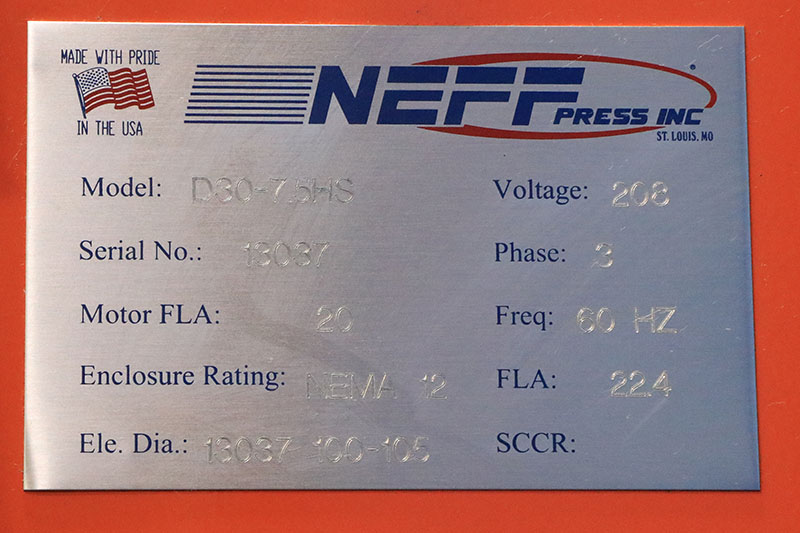 MADE WITH PRIDE
IN THE USA
NEFF
PRESS INC
ST. LOUIS, MO
Model: D30-7.5HS
Voltage: 208
Serial No.: 13037
Phase: 3
Motor FLA: 20
Freq: 60 HZ
Enclosure Rating: NEMA 12
FLA: 22.4
Ele. Dia.: 13037-100-105
SCCR: